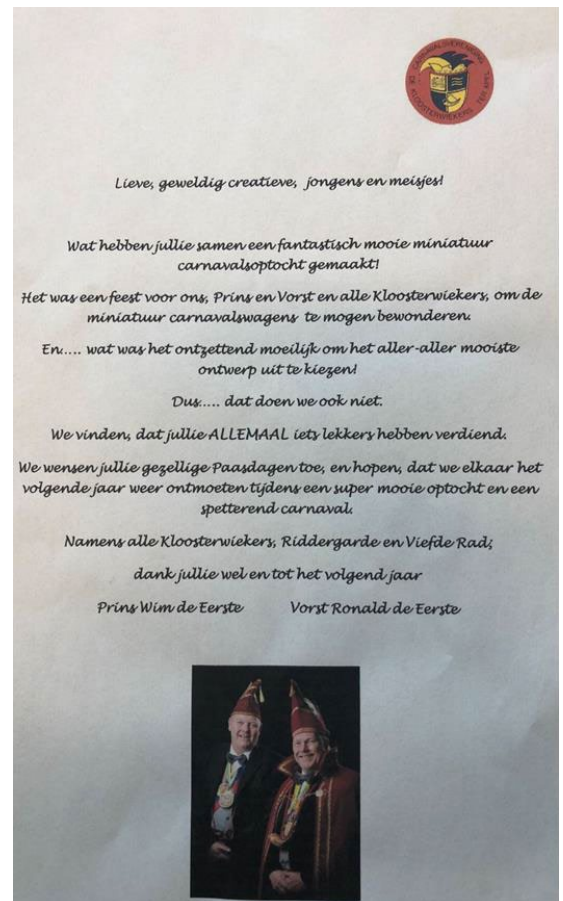 CARNAVALSVERENIGING
DE KLOOSTERWIEKERS TER APEL
Lieve, geweldig creatieve, jongens en meisjes!
Wat hebben jullie samen een fantastisch mooie miniatuur
carnavalsoptocht gemaakt!
Het was een feest voor ons, Prins en Vorst en alle Kloosterwiekers, om de
miniatuur carnavalswagens te mogen bewonderen.
En..... wat was het ontzettend moeilijk om het aller-aller mooiste
ontwerp uit te kiezen!
Dus..... dat doen we ook niet.
We vinden, dat jullie ALLEMAAL iets lekkers hebben verdiend.
We wensen jullie gezellige Paasdagen toe, en hopen, dat we elkaar het
volgende jaar weer ontmoeten tijdens een super mooie optocht en een
spetterend carnaval.
Namens alle Kloosterwiekers, Riddergarde en Viefde Rad;
dank jullie wel en tot het volgend jaar
Prins Wim de Eerste Vorst Ronald de Eerste